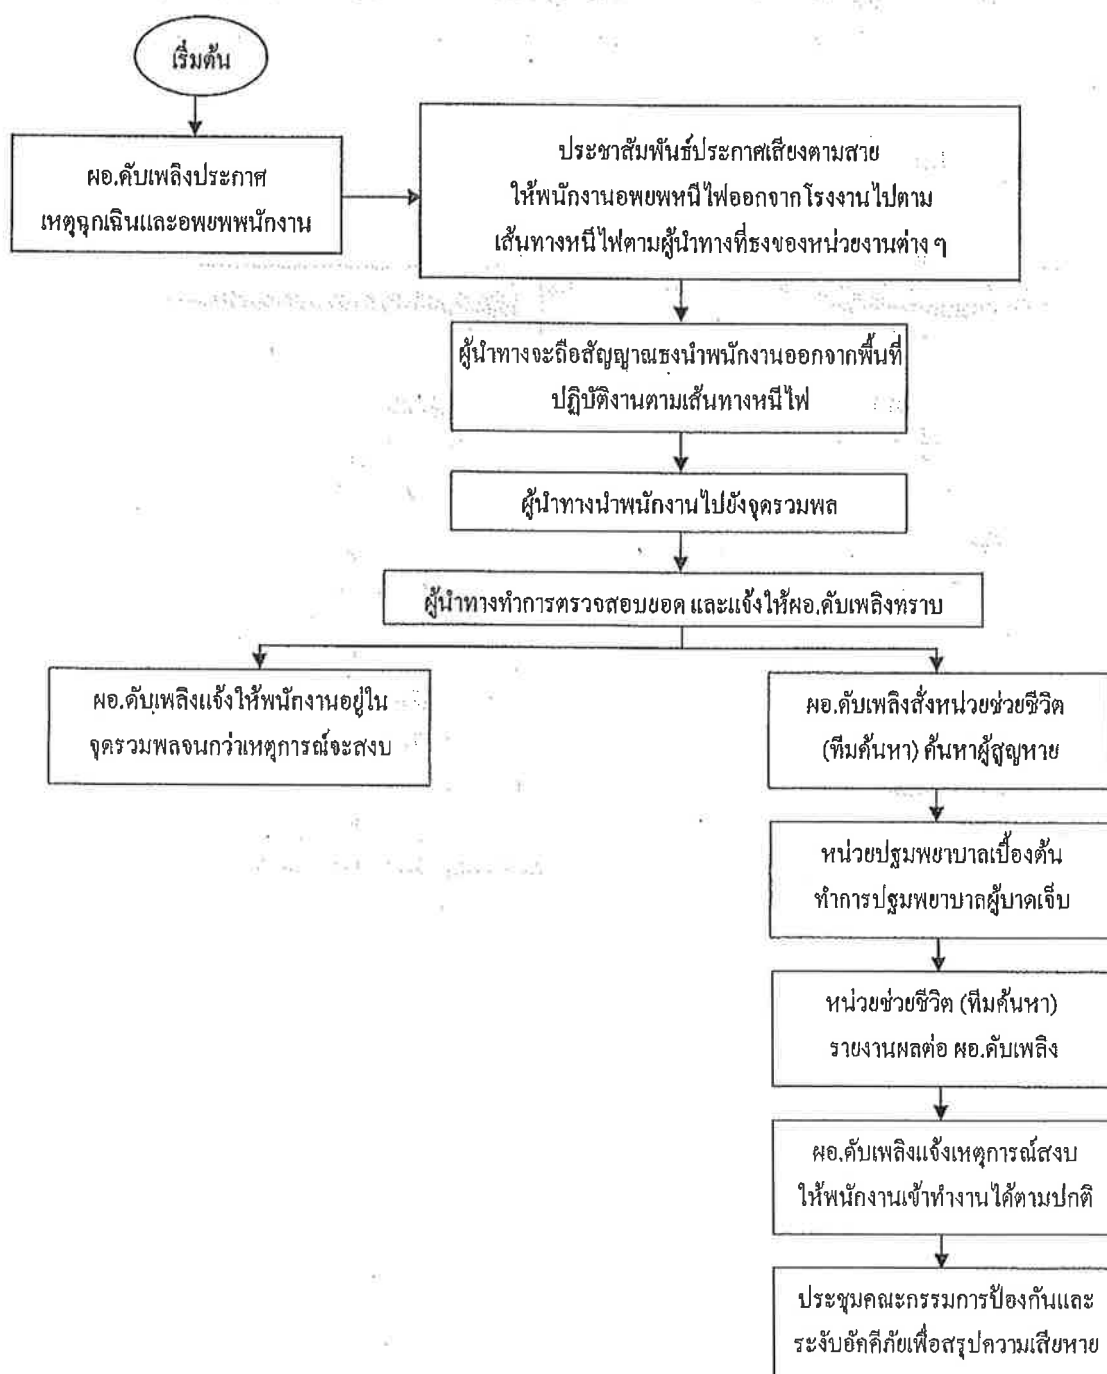 เริ่มต้น
ผอ.ดับเพลิงประกาศ
เหตุฉุกเฉินและอพยพพนักงาน
ประชาสัมพันธ์ประกาศเสียงตามสาย
ให้พนักงานอพยพหนีไฟออกจากโรงงานไปตาม
เส้นทางหนีไฟตามผู้นำทางที่ธงของหน่วยงานต่าง ๆ
ผู้นำทางจะถือสัญญาณธงนำพนักงานออกจากพื้นที่
ปฏิบัติงานตามเส้นทางหนีไฟ
ผู้นำทางนำพนักงานไปยังจุดรวมพล
ผู้นำทางทำการตรวจสอบยอด และแจ้งให้ผอ.ดับเพลิงทราบ
ผอ.ดับเพลิงแจ้งให้พนักงานอยู่ใน
จุดรวมพลจนกว่าเหตุการณ์จะสงบ
ผอ.ดับเพลิงสั่งหน่วยช่วยชีวิต
(ทีมค้นหา) ค้นหาผู้สูญหาย
หน่วยปฐมพยาบาลเบื้องต้น
ทำการปฐมพยาบาลผู้บาดเจ็บ
หน่วยช่วยชีวิต (ทีมค้นหา)
รายงานผลต่อ ผอ.ดับเพลิง
ผอ.ดับเพลิงแจ้งเหตุการณ์สงบ
ให้พนักงานเข้าทำงานได้ตามปกติ
ประชุมคณะกรรมการป้องกันและ
ระงับอัคคีภัยเพื่อสรุปความเสียหาย